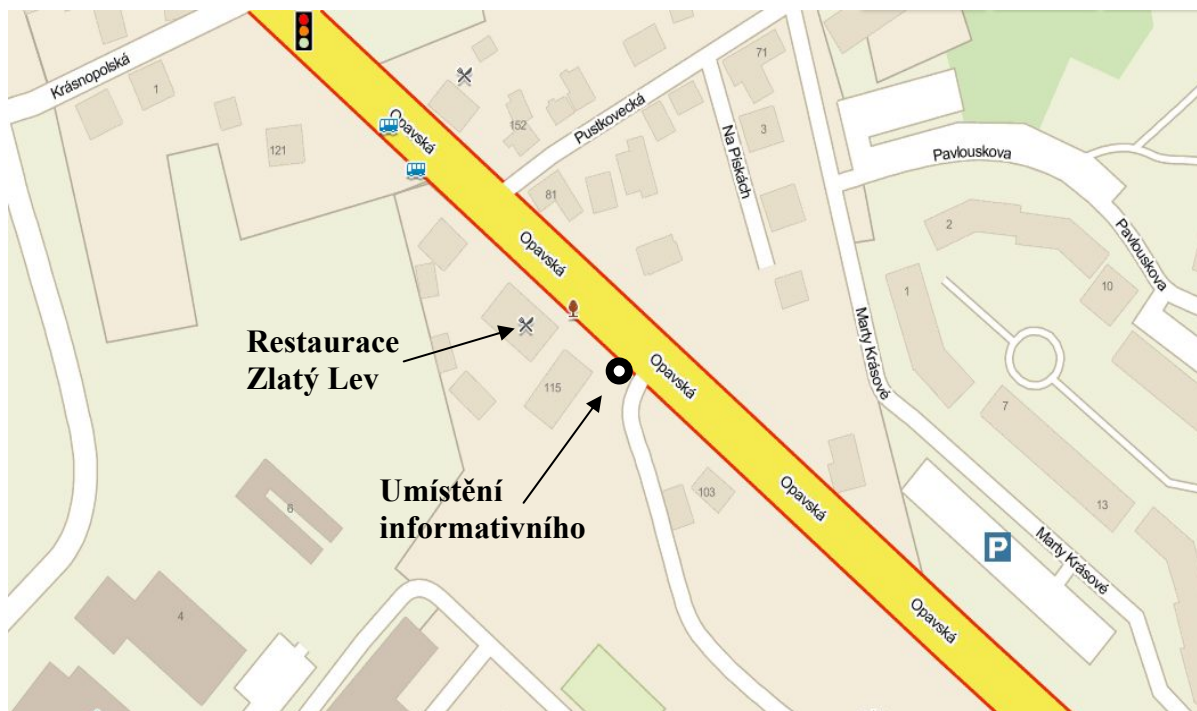 Krásnopolská
1
121
Opavská
152
Pustkovecká
71
3
Na Pískách
Pavlouskova
81
Opavská
2
Pavlouskova
10
1
Marty Krásové
Restaurace
Zlatý Lev
115
Opavská
7
Umístění
informativního
103
Opavská
13
6
P
Marty Krásové
4
Opavská